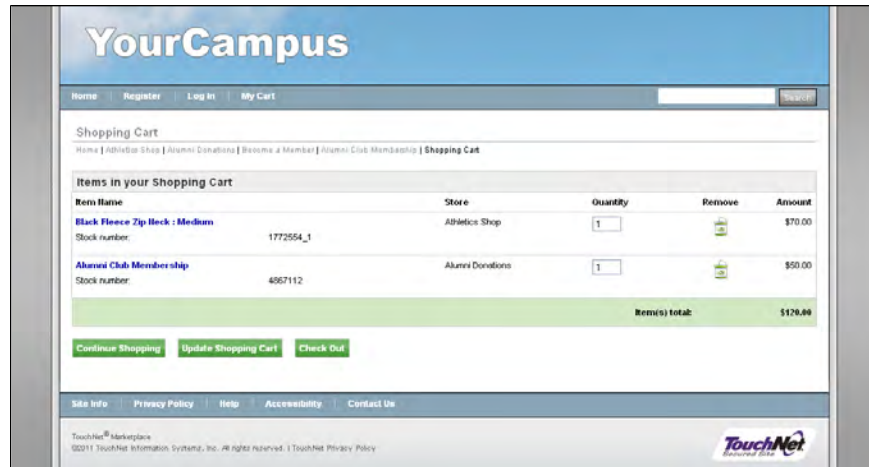 YourCampus
Home Register Log In My Cart Search
Shopping Cart
Home | Athletics Shop | Alumni Donations | Become a Member | Alumni Club Membership | Shopping Cart
Items in your Shopping Cart
Item Name Store Quantity Remove Amount
Black Fleece Zip Neck : Medium Athletics Shop 1 $70.00
Stock number: 1772554_1
Alumni Club Membership Alumni Donations 1 $50.00
Stock number: 4867112
Item(s) total: $120.00
Continue Shopping Update Shopping Cart Check Out
Site Info Privacy Policy Help Accessibility Contact Us
TouchNet® Marketplace
©2011 TouchNet Information Systems, Inc. All rights reserved. | TouchNet Privacy Policy
TouchNet
Secured Site